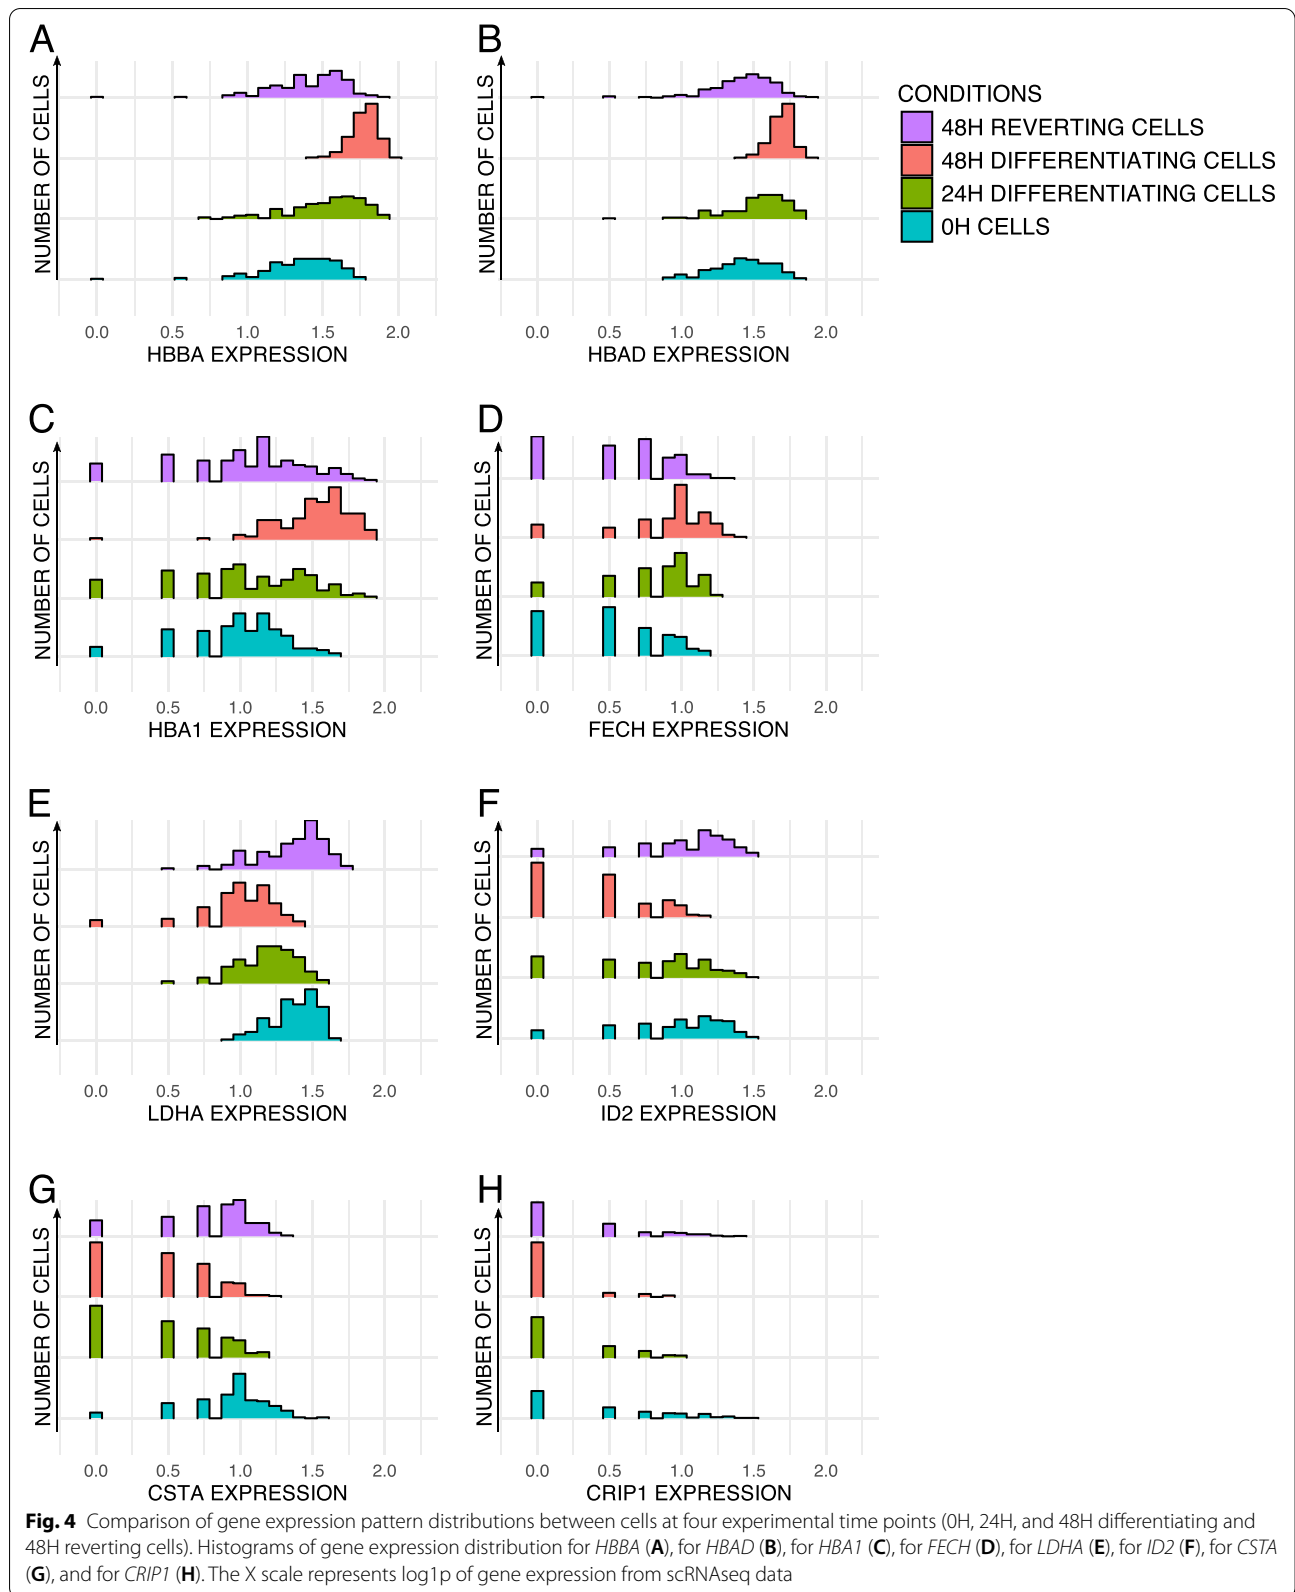 A
B
NUMBER OF CELLS
0.0 0.5 1.0 1.5 2.0
HBBA EXPRESSION
NUMBER OF CELLS
0.0 0.5 1.0 1.5 2.0
HBAD EXPRESSION
CONDITIONS
48H REVERTING CELLS
48H DIFFERENTIATING CELLS
24H DIFFERENTIATING CELLS
0H CELLS
C
D
NUMBER OF CELLS
0.0 0.5 1.0 1.5 2.0
HBA1 EXPRESSION
NUMBER OF CELLS
0.0 0.5 1.0 1.5 2.0
FECH EXPRESSION
E
F
NUMBER OF CELLS
0.0 0.5 1.0 1.5 2.0
LDHA EXPRESSION
NUMBER OF CELLS
0.0 0.5 1.0 1.5 2.0
ID2 EXPRESSION
G
H
NUMBER OF CELLS
0.0 0.5 1.0 1.5 2.0
CSTA EXPRESSION
NUMBER OF CELLS
0.0 0.5 1.0 1.5 2.0
CRIP1 EXPRESSION
Fig. 4 Comparison of gene expression pattern distributions between cells at four experimental time points (0H, 24H, and 48H differentiating and
48H reverting cells). Histograms of gene expression distribution for HBBA (A), for HBAD (B), for HBA1 (C), for FECH (D), for LDHA (E), for ID2 (F), for CSTA
(G), and for CRIP1 (H). The X scale represents log1p of gene expression from scRNAseq data